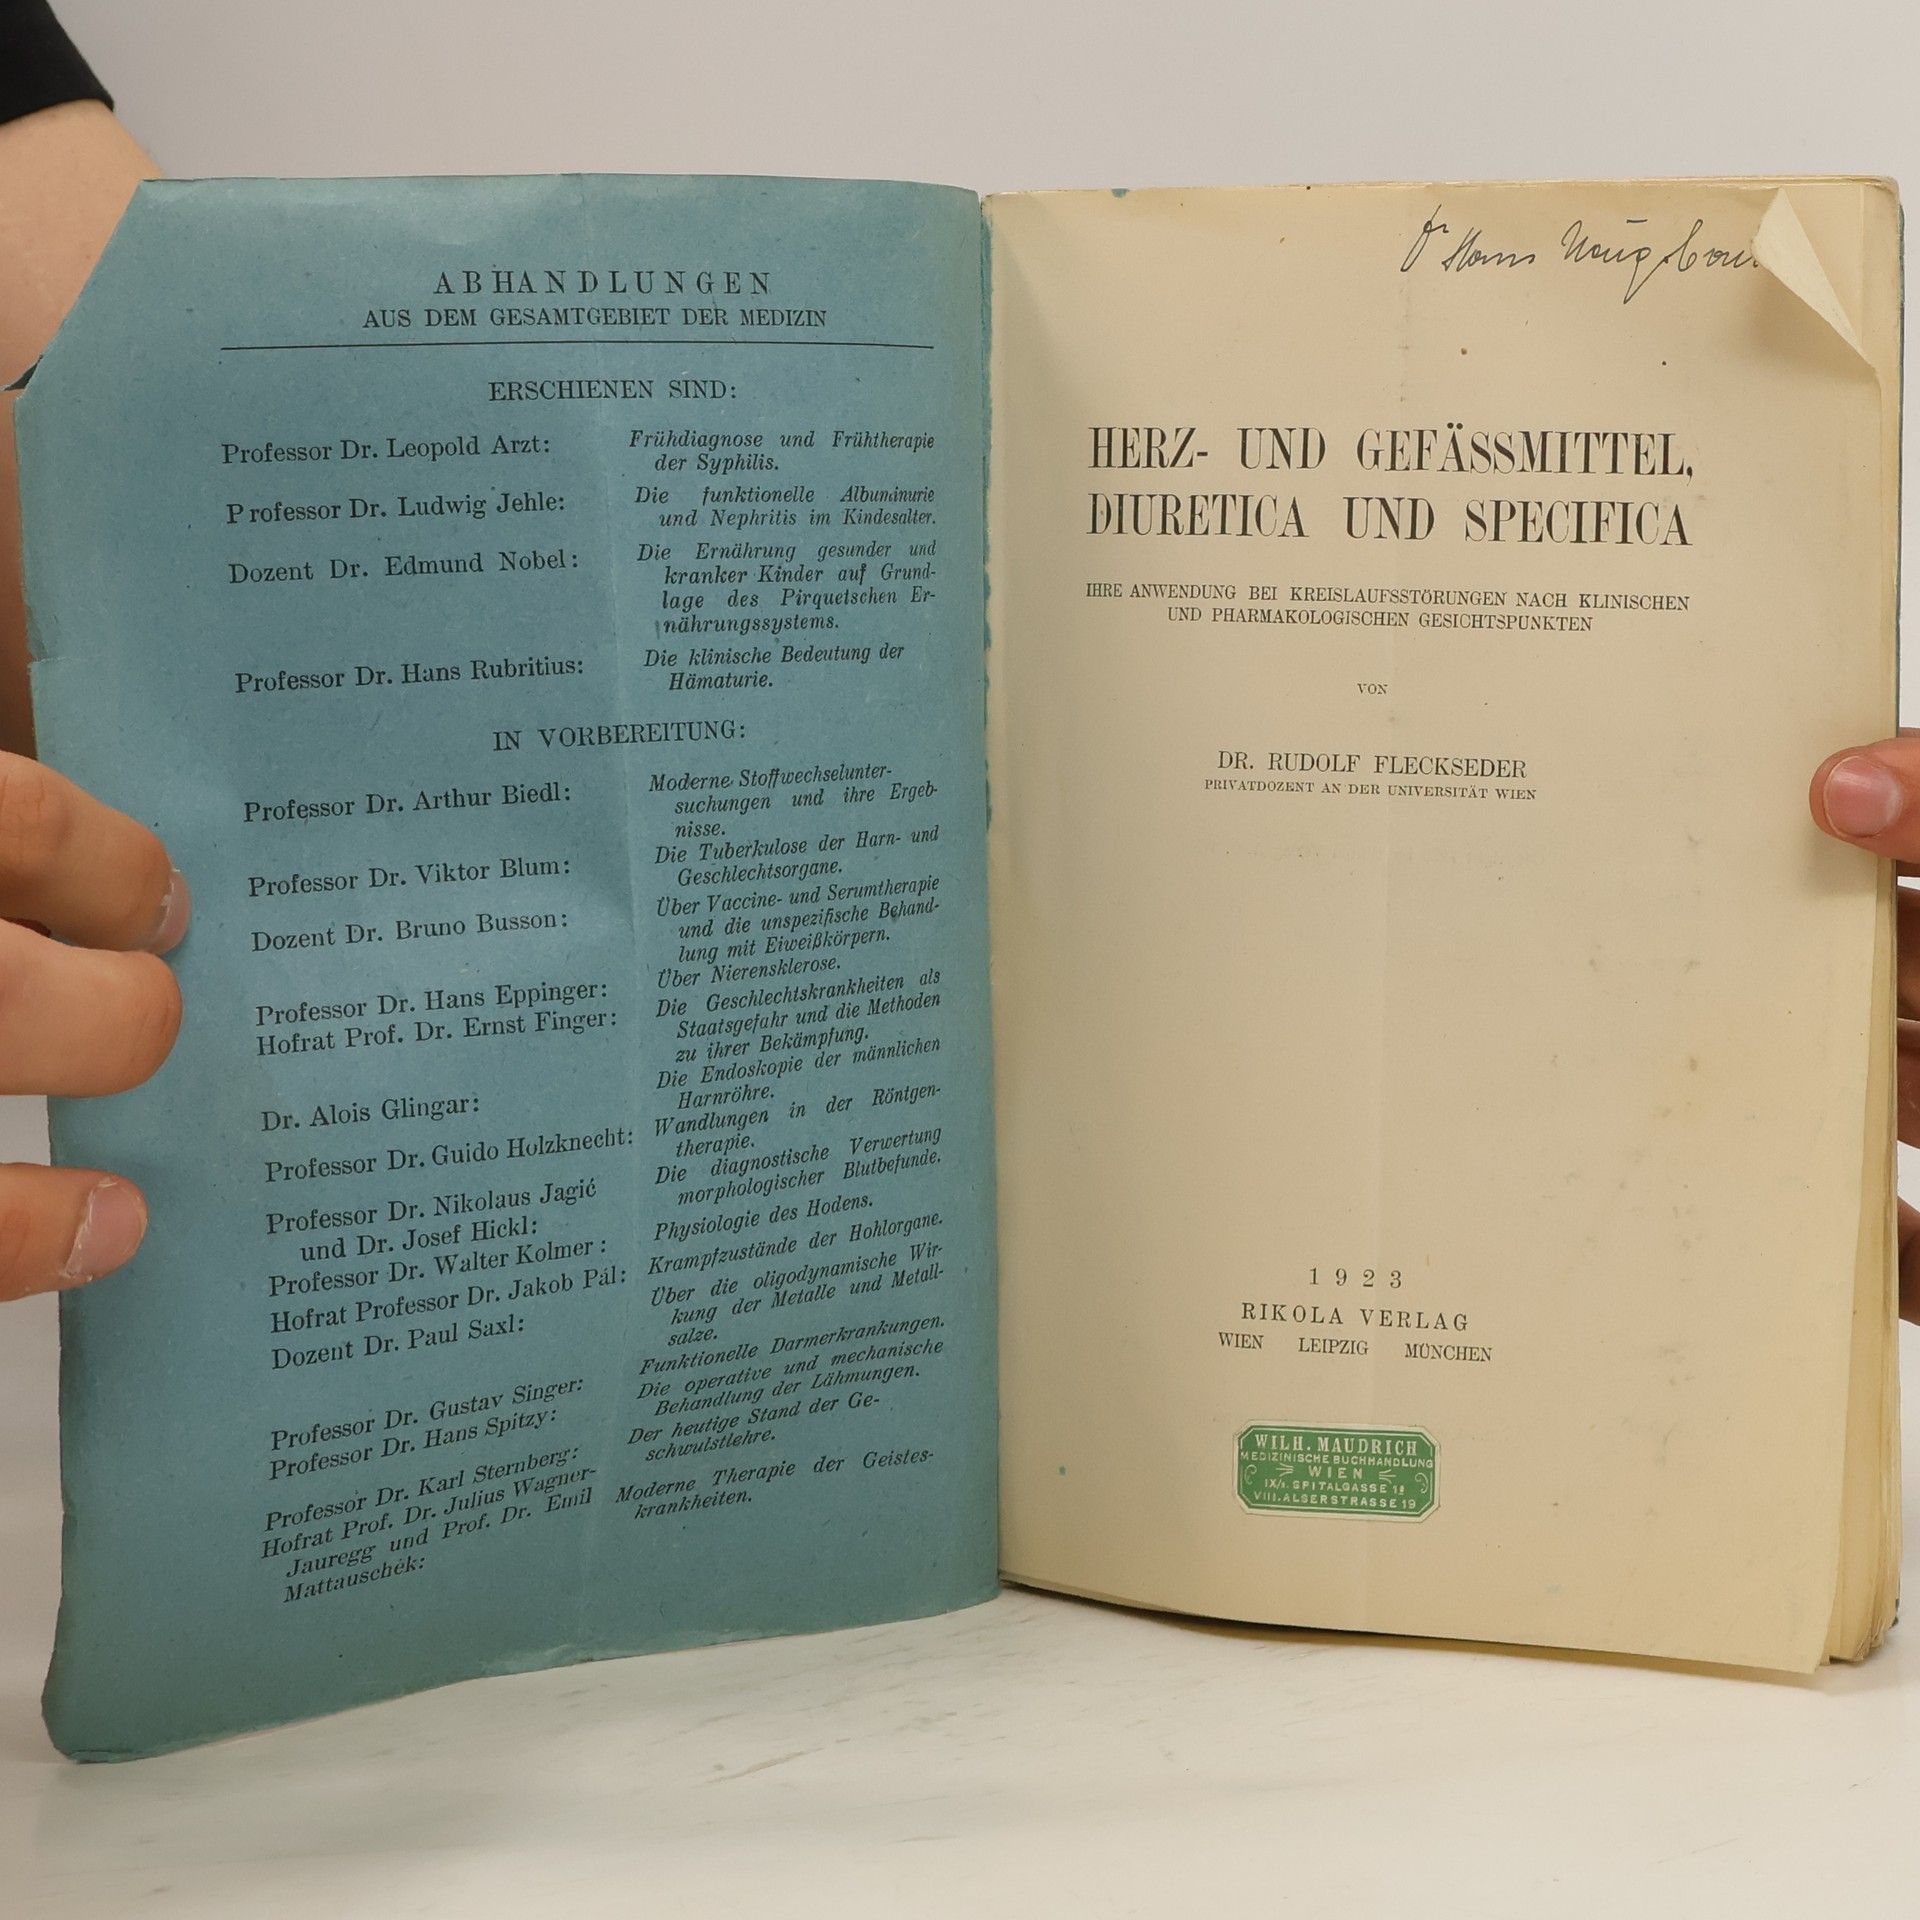 ABHANDLUNGEN
AUS DEM GESAMTGEBIET DER MEDIZIN
ERSCHIENEN SIND:
Professor Dr. Leopold Arzt: Frühdiagnose und Frühtherapie
der Syphilis.
Professor Dr. Ludwig Jehle: Die funktionelle Albuminurie
und Nephritis im Kindesalter.
Dozent Dr. Edmund Nobel: Die Ernährung gesunder und
kranker Kinder auf Grund-
lage des Pirquetschen Er-
nährungssystems.
Professor Dr. Hans Rubritius: Die klinische Bedeutung der
Hämaturie.
IN VORBEREITUNG:
Professor Dr. Arthur Biedl: Moderne Stoffwechselunter-
suchungen und ihre Ergeb-
nisse.
Professor Dr. Viktor Blum: Die Tuberkulose der Harn- und
Geschlechtsorgane.
Dozent Dr. Bruno Busson: Über Vaccine- und Serumtherapie
und die unspezifische Behand-
lung mit Eiweißkörpern.
Professor Dr. Hans Eppinger: Über Nierensklerose.
Hofrat Prof. Dr. Ernst Finger: Die Geschlechtskrankheiten als
Staatsgefahr und die Methoden
zu ihrer Bekämpfung.
Dr. Alois Glingar: Die Endoskopie der männlichen
Harnröhre.
Professor Dr. Guido Holzknecht: Wandlungen in der Röntgen-
therapie.
Professor Dr. Nikolaus Jagić Die diagnostische Verwertung
und Dr. Josef Hickl: morphologischer Blutbefunde.
Professor Dr. Walter Kolmer: Physiologie des Hodens.
Hofrat Professor Dr. Jakob Pál: Krampfzustände der Hohlorgane.
Dozent Dr. Paul Saxl: Über die oligodynamische Wir-
kung der Metalle und Metall-
salze.
Professor Dr. Gustav Singer: Funktionelle Darmerkrankungen.
Professor Dr. Hans Spitzy: Die operative und mechanische
Behandlung der Lähmungen.
Professor Dr. Karl Sternberg: Der heutige Stand der Ge-
schwulstlehre.
Hofrat Prof. Dr. Julius Wagner- Moderne Therapie der Geistes-
Jauregg und Prof. Dr. Emil krankheiten.
Mattauschek:
Dr Hans
HERZ- UND GEFÄSSMITTEL,
DIURETICA UND SPECIFICA
IHRE ANWENDUNG BEI KREISLAUFSSTÖRUNGEN NACH KLINISCHEN
UND PHARMAKOLOGISCHEN GESICHTSPUNKTEN
VON
DR. RUDOLF FLECKSEDER
PRIVATDOZENT AN DER UNIVERSITÄT WIEN
1923
RIKOLA VERLAG
WIEN LEIPZIG MÜNCHEN
WILH. MAUDRICH
MEDIZINISCHE BUCHHANDLUNG
WIEN
SPITALGASSE
VIII. ALSERSTRASSE 19